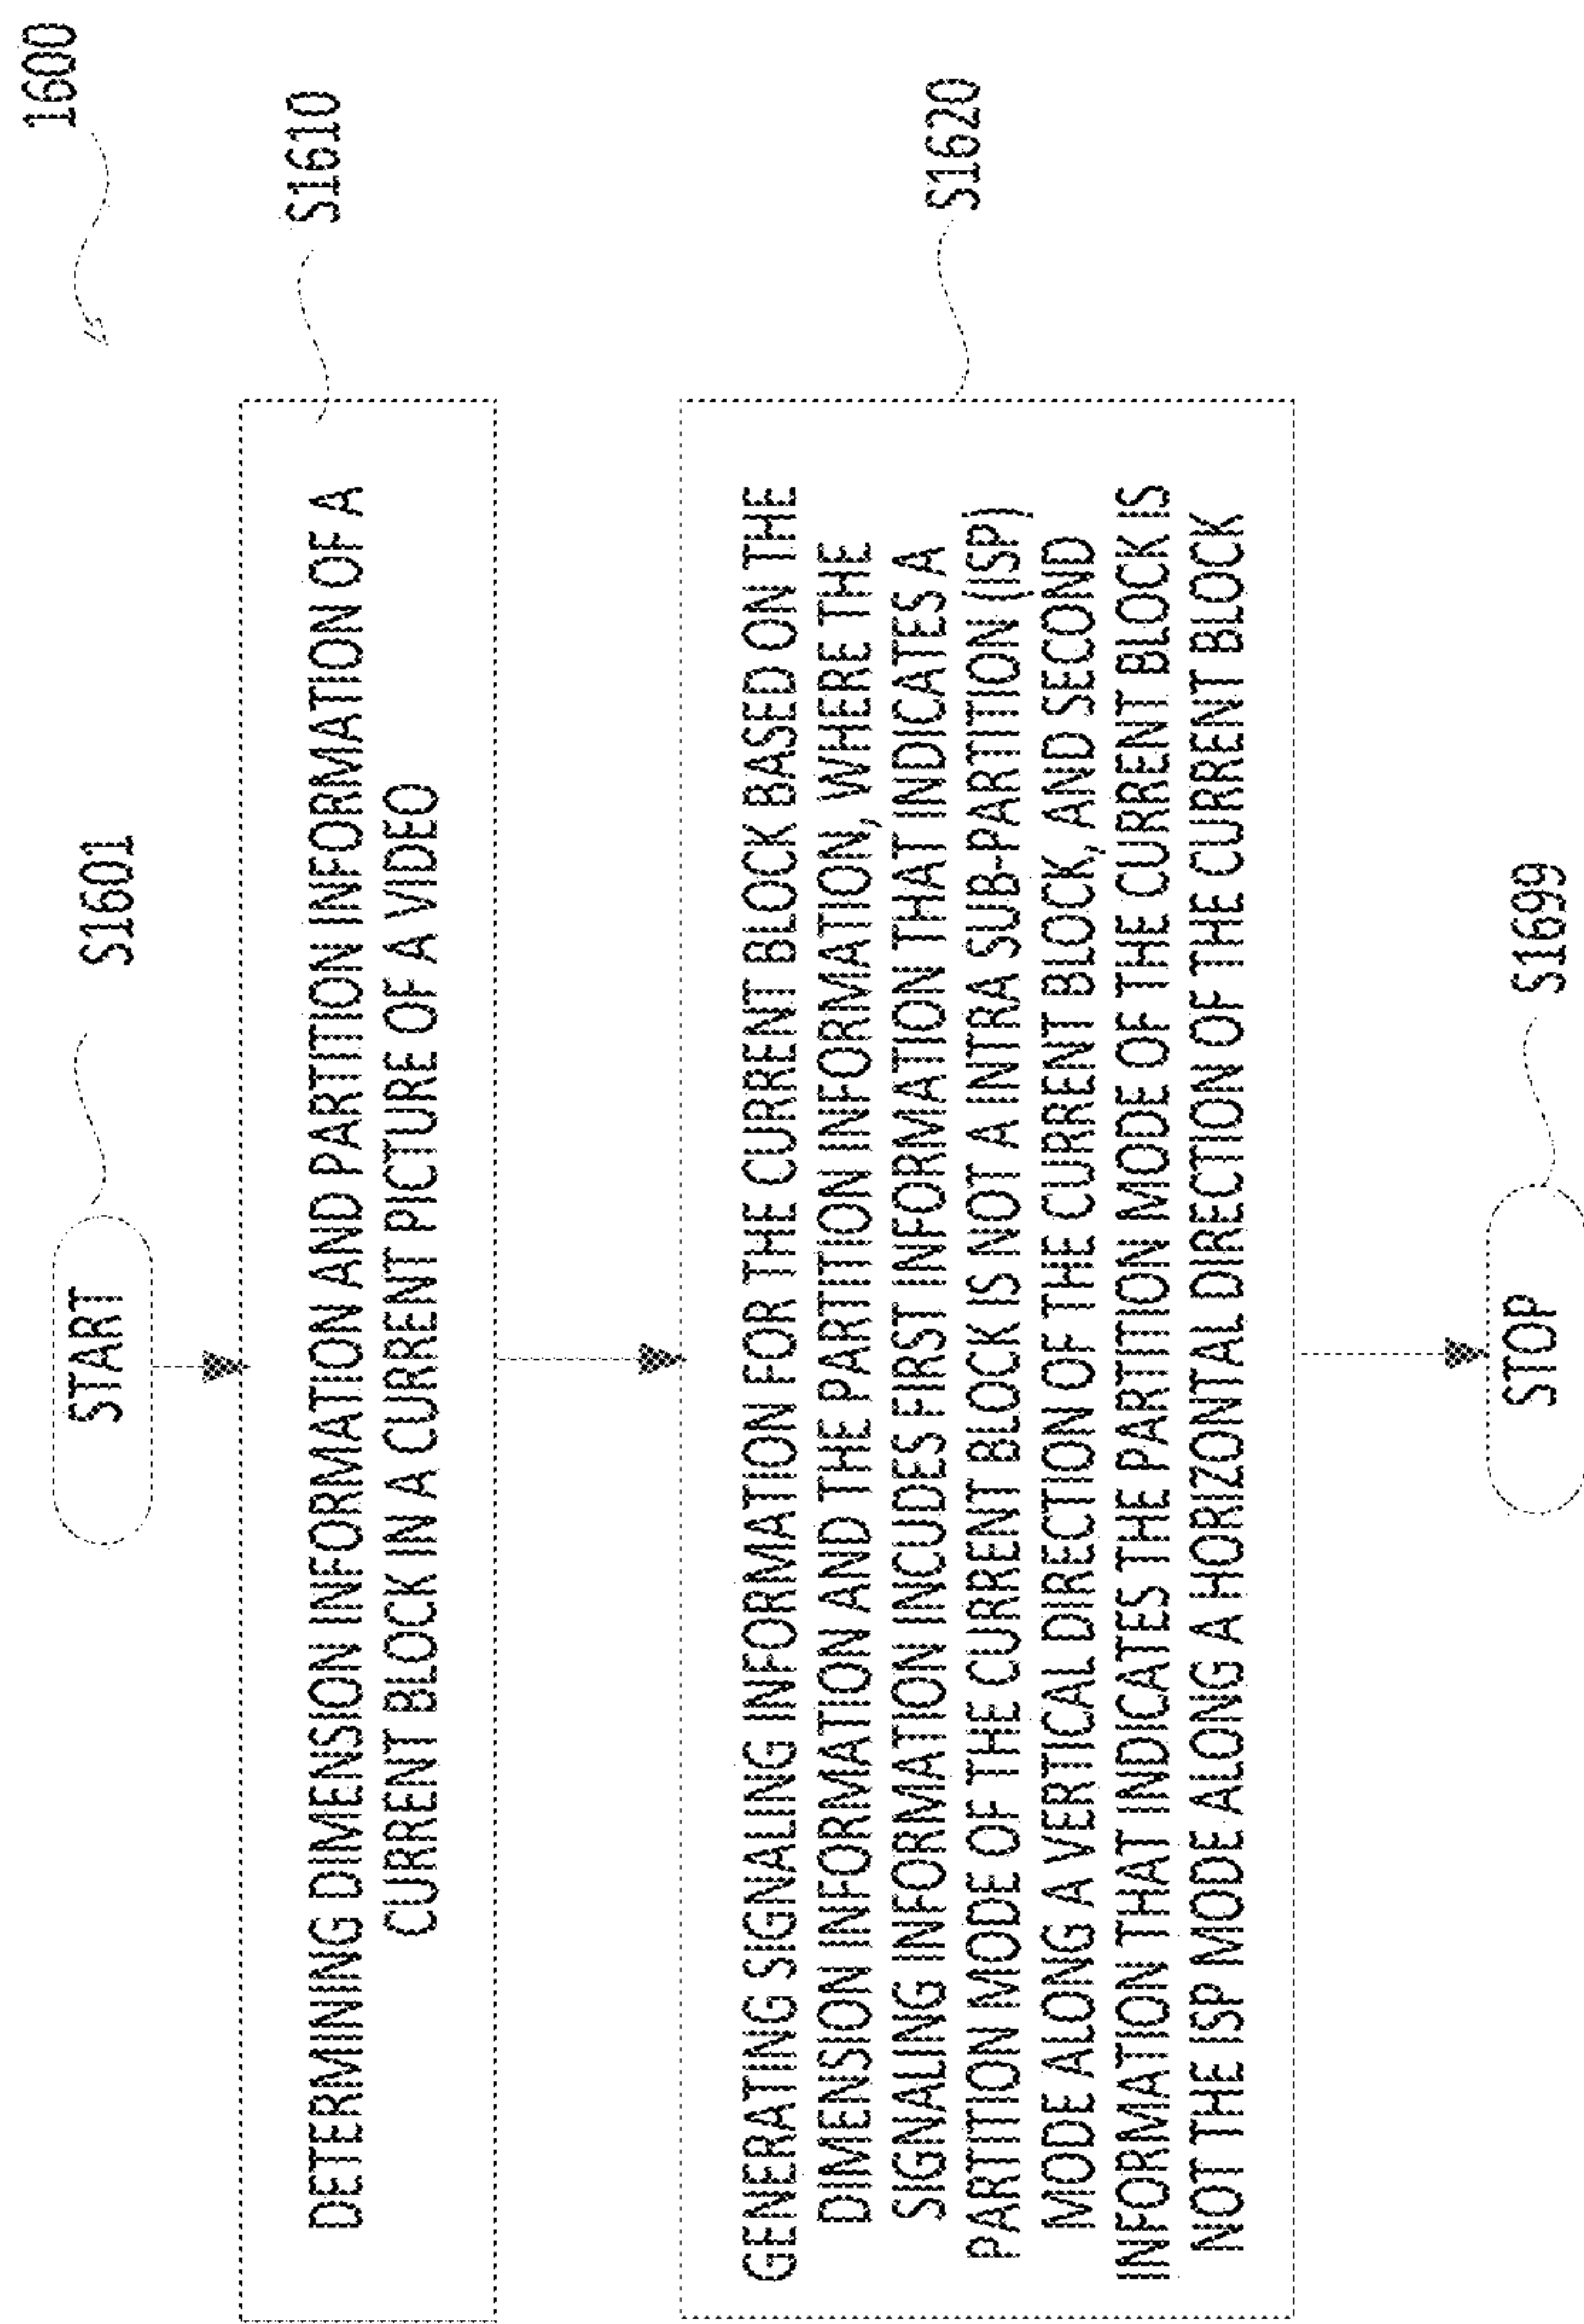 1600
START
S1601
DETERMINING DIMENSION INFORMATION AND PARTITION INFORMATION OF A
CURRENT BLOCK IN A CURRENT PICTURE OF A VIDEO
S1610
GENERATING SIGNALING INFORMATION FOR THE CURRENT BLOCK BASED ON THE
DIMENSION INFORMATION AND THE PARTITION INFORMATION, WHERE THE
SIGNALING INFORMATION INCUDES FIRST INFORMATION THAT INDICATES A
PARTITION MODE OF THE CURRENT BLOCK IS NOT A INTRA SUB-PARTITION (ISP)
MODE ALONG A VERTICAL DIRECTION OF THE CURRENT BLOCK, AND SECOND
INFORMATION THAT INDICATES THE PARTITION MODE OF THE CURRENT BLOCK IS
NOT THE ISP MODE ALONG A HORIZONTAL DIRECTION OF THE CURRENT BLOCK
S1620
STOP
S1699